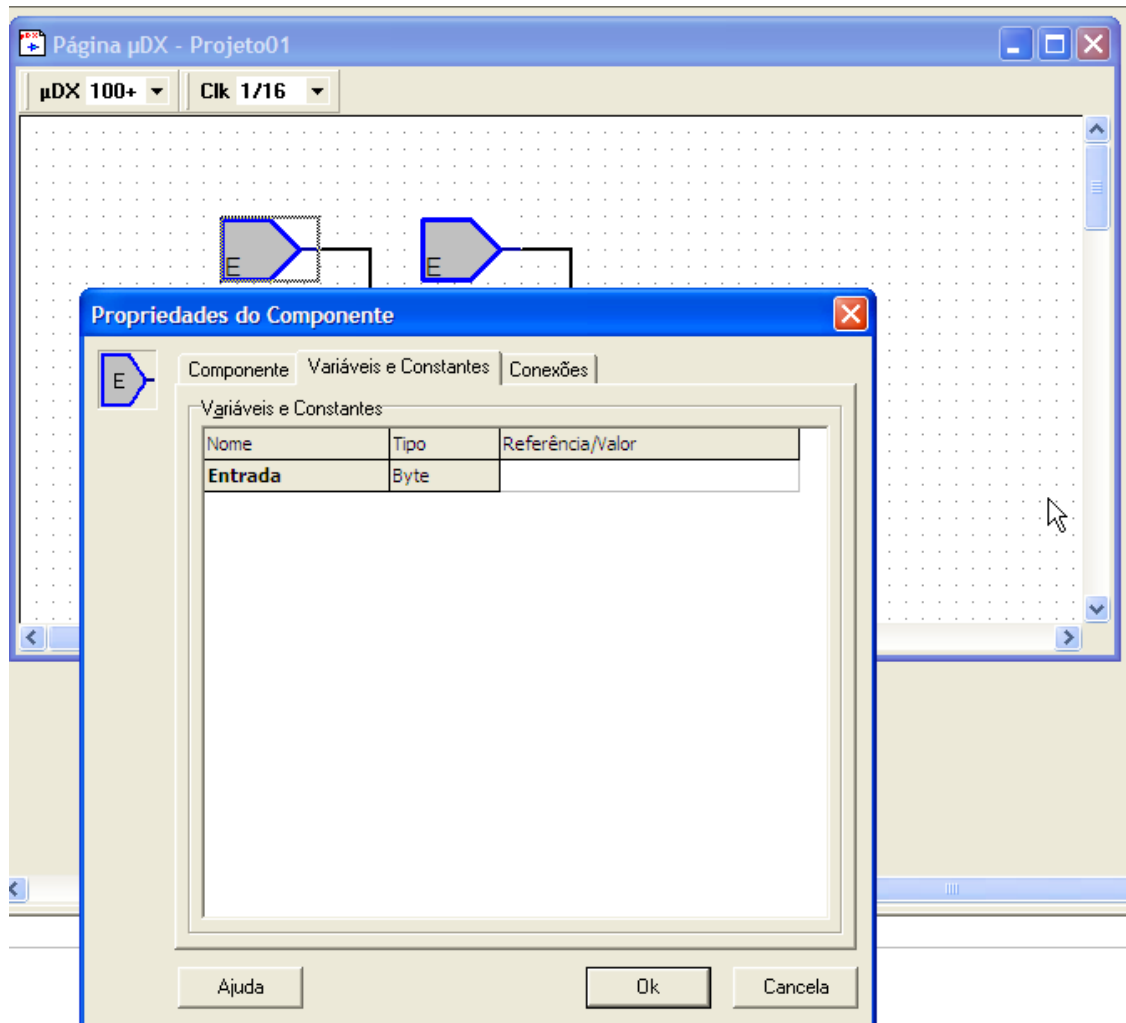 Página µDX - Projeto01
µDX 100+ Clk 1/16
E E
Propriedades do Componente
E
Componente Variáveis e Constantes Conexões
Variáveis e Constantes
Nome Tipo Referência/Valor
Entrada Byte
Ajuda Ok Cancela